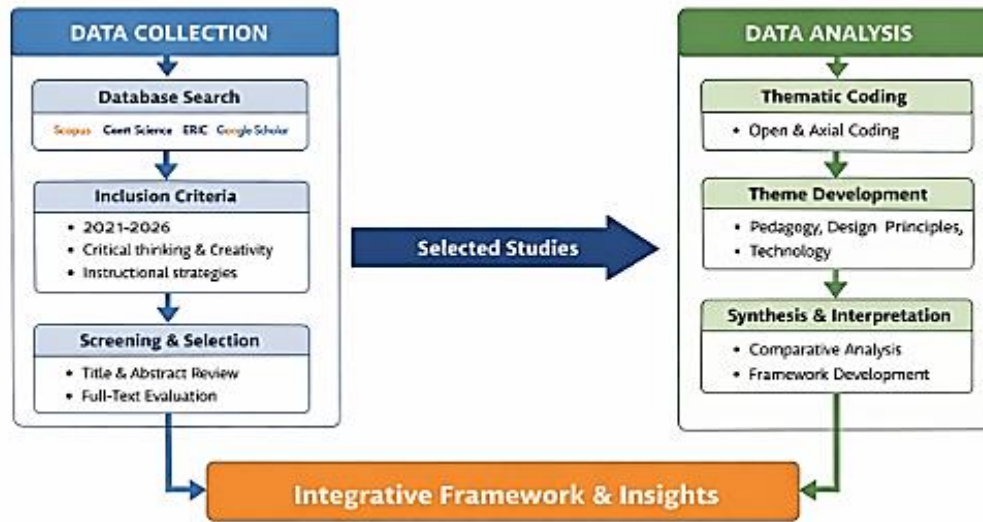 DATA COLLECTION
Database Search
Scopus Coert Science ERIC Google Scholar
Inclusion Criteria
• 2021-2026
• Critical thinking & Creativity
• Instructional strategies
Screening & Selection
• Title & Abstract Review
• Full-Text Evaluation
Selected Studies
DATA ANALYSIS
Thematic Coding
• Open & Axial Coding
Theme Development
• Pedagogy, Design Principles,
• Technology
Synthesis & Interpretation
• Comparative Analysis
• Framework Development
Integrative Framework & Insights